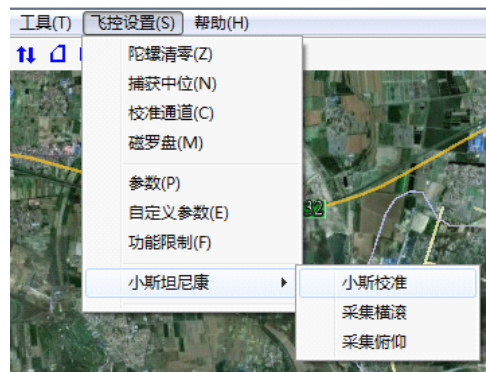 工具(T) 飞控设置(S) 帮助(H)
陀螺清零(Z)
捕获中位(N)
校准通道(C)
磁罗盘(M)
参数(P)
32
自定义参数(E)
功能限制(F)
小斯坦尼康 小斯校准
采集横滚
采集俯仰